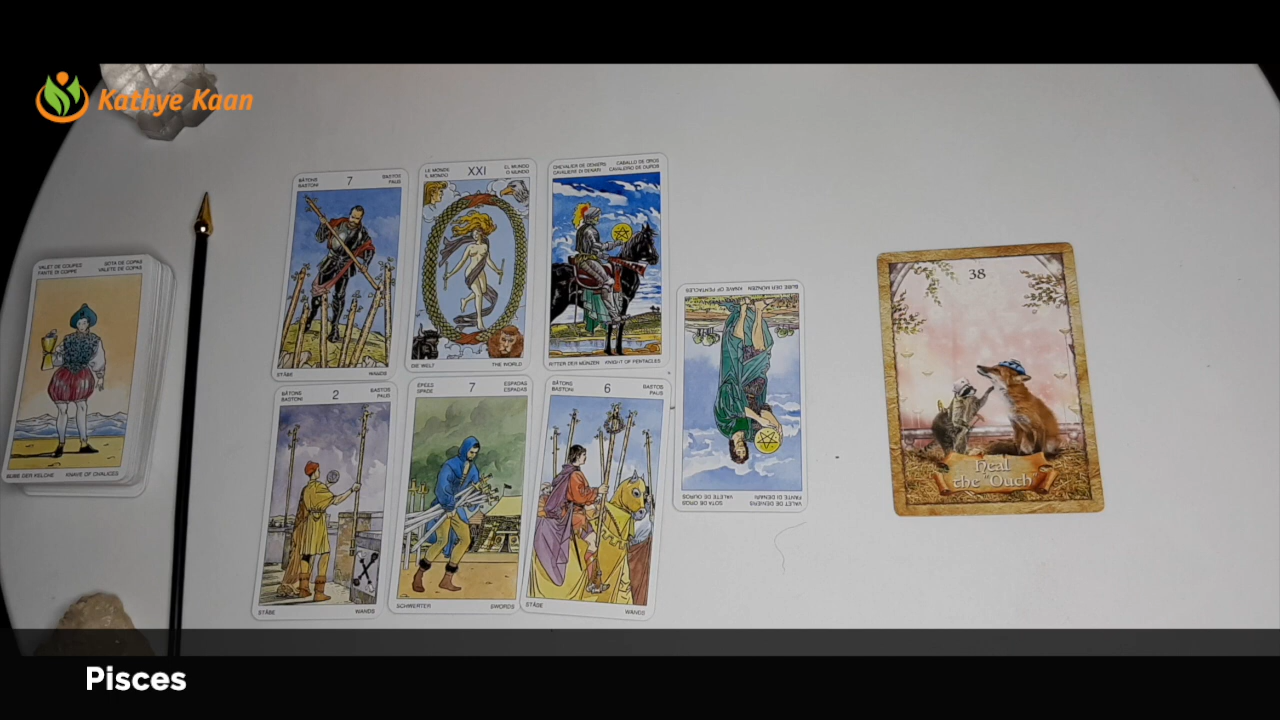 Kathye Kaan
BÂTONS
BASTONI
7
BASTOS
PAUS
STÄBE
WANDS
LE MONDE
IL MONDO
XXI
EL MUNDO
O MUNDO
DIE WELT
THE WORLD
CHEVALIER DE DENIERS
CAVALIERE DI DENARI
CABALLO DE OROS
CAVALEIRO DE OUROS
RITTER DER MÜNZEN
KNIGHT OF PENTACLES
VALET DE COUPES
FANTE DI COPPE
SOTA DE COPAS
VALETE DE COPAS
BUBE DER KELCHE
KNAVE OF CHALICES
BÂTONS
BASTONI
2
BASTOS
PAUS
STÄBE
WANDS
ÉPÉES
SPADE
7
ESPADAS
ESPADAS
SCHWERTER
SWORDS
BÂTONS
BASTONI
6
BASTOS
PAUS
STÄBE
WANDS
BUBE DER MÜNZEN
KNAVE OF PENTACLES
VALET DE DENIERS
FANTE DI DENARI
SOTA DE OROS
VALETE DE OUROS
38
Heal
the "Ouch"
Pisces